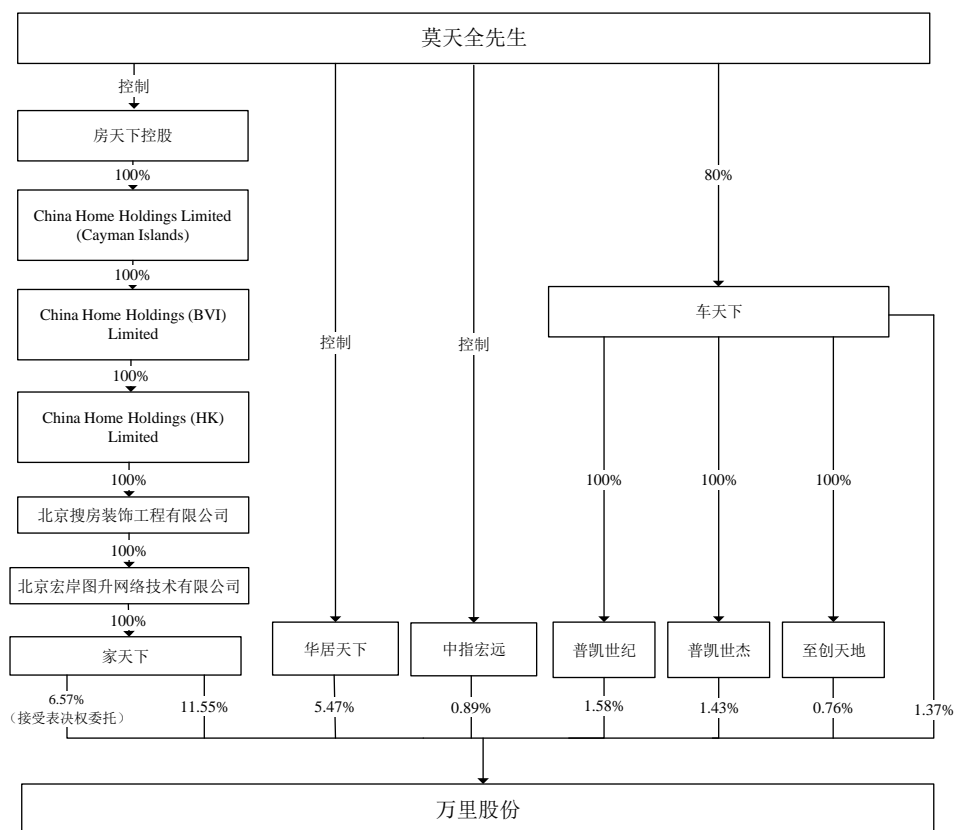 莫天全先生
控制
房天下控股
100%
80%
China Home Holdings Limited
(Cayman Islands)
100%
China Home Holdings (BVI)
Limited
车天下
控制
控制
100%
China Home Holdings (HK)
Limited
100%
100%
100%
100%
北京搜房装饰工程有限公司
100%
北京宏岸图升网络技术有限公司
100%
家天下
华居天下
中指宏远
普凯世纪
普凯世杰
至创天地
6.57%
（接受表决权委托）
11.55%
5.47%
0.89%
1.58%
1.43%
0.76%
1.37%
万里股份